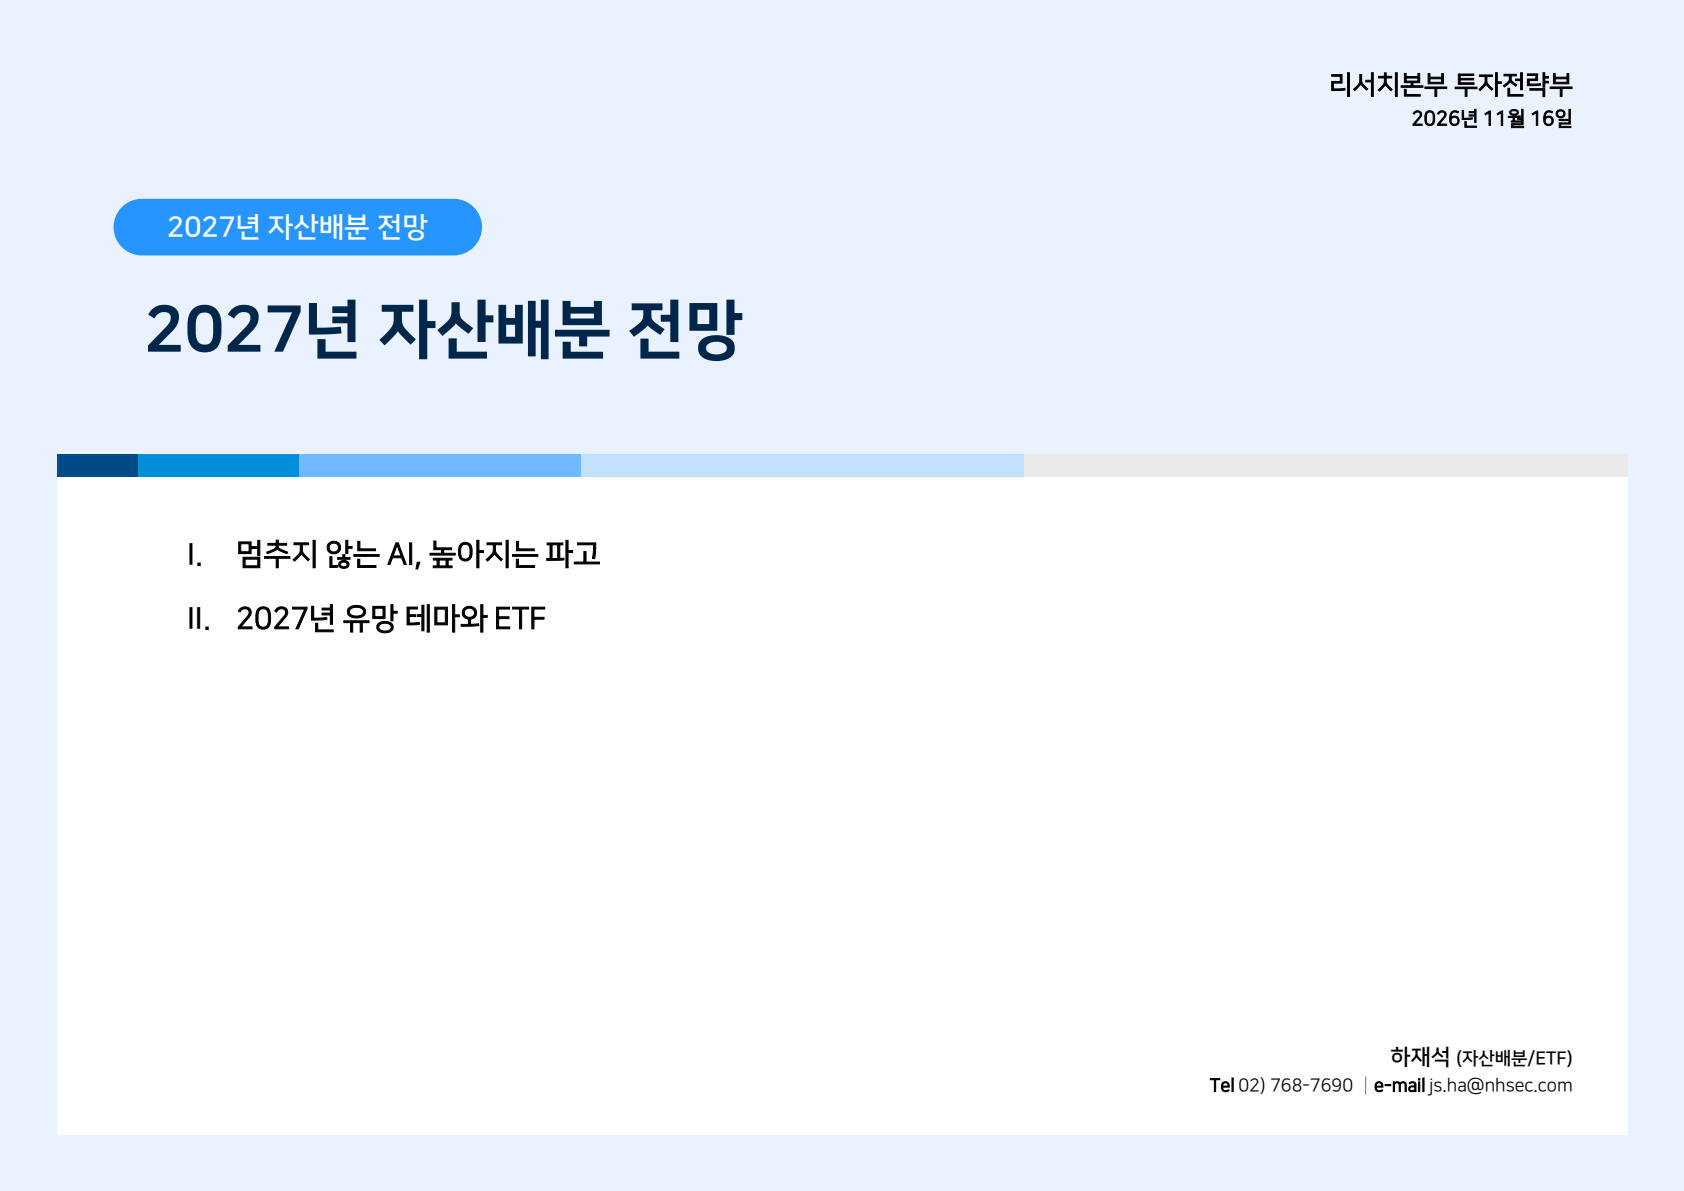 리서치본부 투자전략부
2026년 11월 16일
2027년 자산배분 전망
2027년 자산배분 전망
I. 멈추지 않는 AI, 높아지는 파고
II. 2027년 유망 테마와 ETF
하재석 (자산배분/ETF)
Tel 02) 768-7690 | e-mail js.ha@nhsec.com